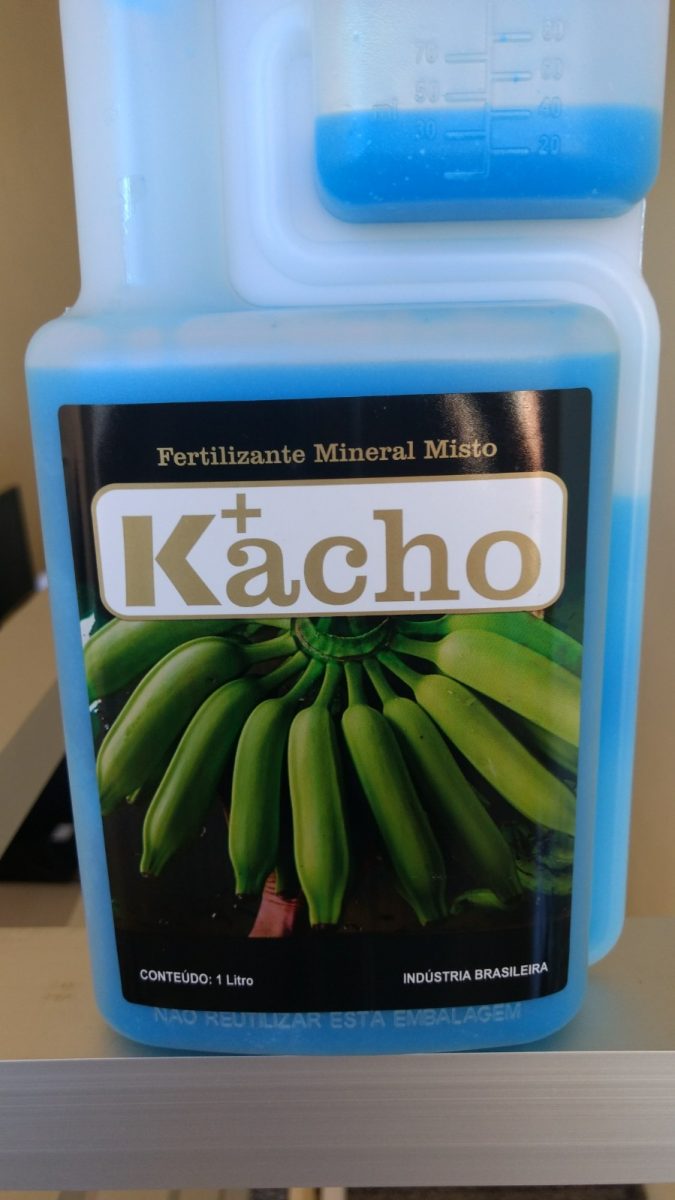 70
80
50
60
ml
30
40
20
Fertilizante Mineral Misto
K+acho
CONTEÚDO: 1 Litro
INDÚSTRIA BRASILEIRA
NÃO REUTILIZAR ESTA EMBALAGEM